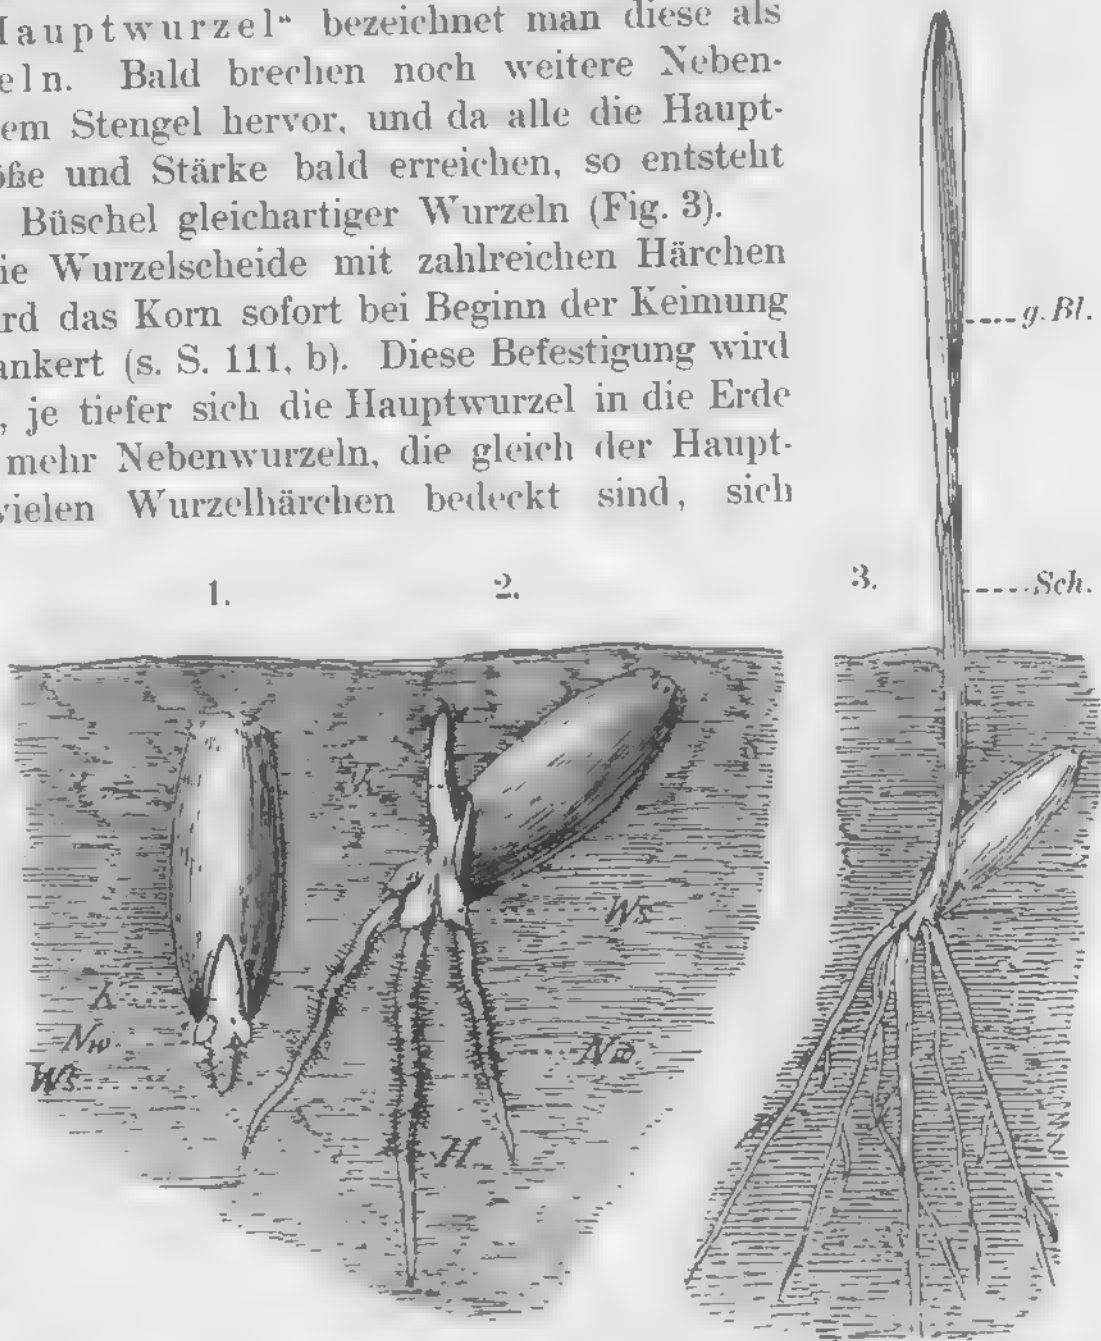 Hauptwurzel“ bezeichnet man diese als
eln. Bald brechen noch weitere Neben-
em Stengel hervor, und da alle die Haupt-
öße und Stärke bald erreichen, so entsteht
Büschel gleichartiger Wurzeln (Fig. 3).
ie Wurzelscheide mit zahlreichen Härchen
rd das Korn sofort bei Beginn der Keimung
ankert (s. S. 111, b). Diese Befestigung wird
, je tiefer sich die Hauptwurzel in die Erde
mehr Nebenwurzeln, die gleich der Haupt-
vielen Wurzelhärchen bedeckt sind, sich
g. Bl.
1. 2. 3.
Sch.
K
Ws
K
Nw
Nw
Ws
H